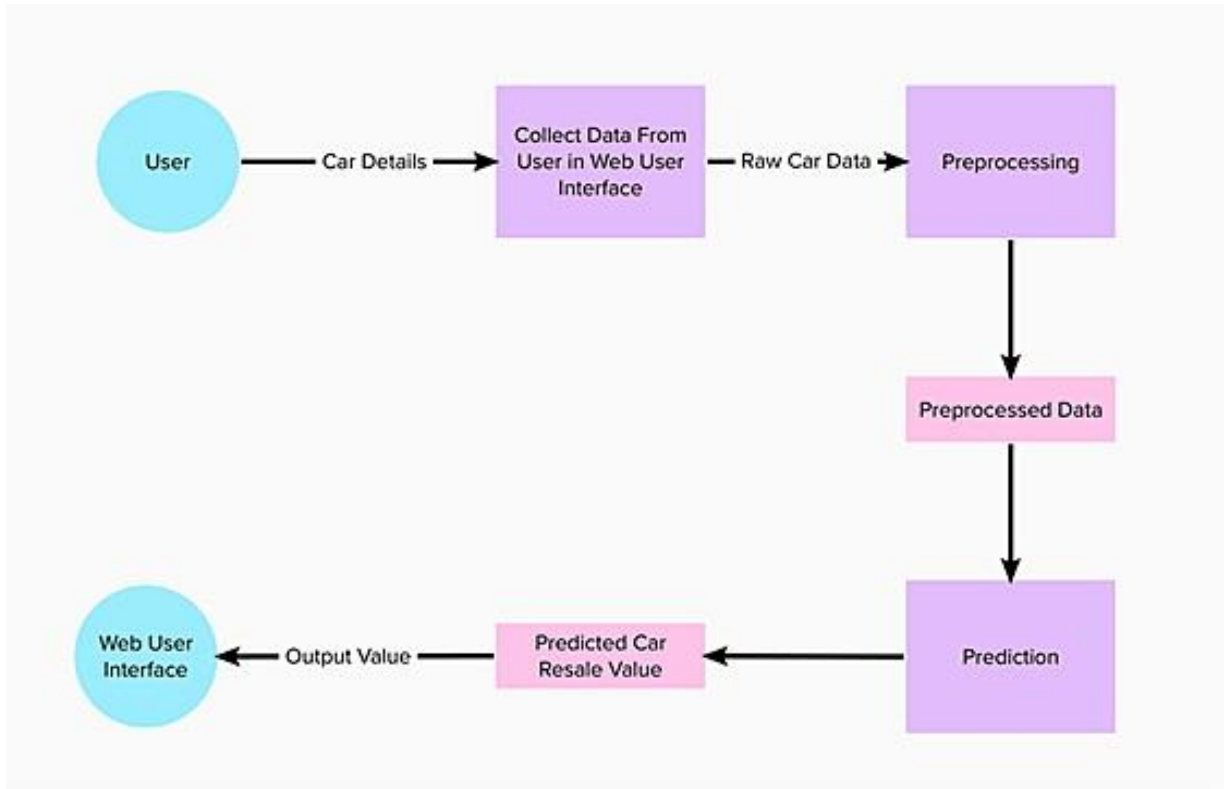 User
Car Details
Collect Data From
User in Web User
Interface
Raw Car Data
Preprocessing
Preprocessed Data
Prediction
Predicted Car
Resale Value
Output Value
Web User
Interface